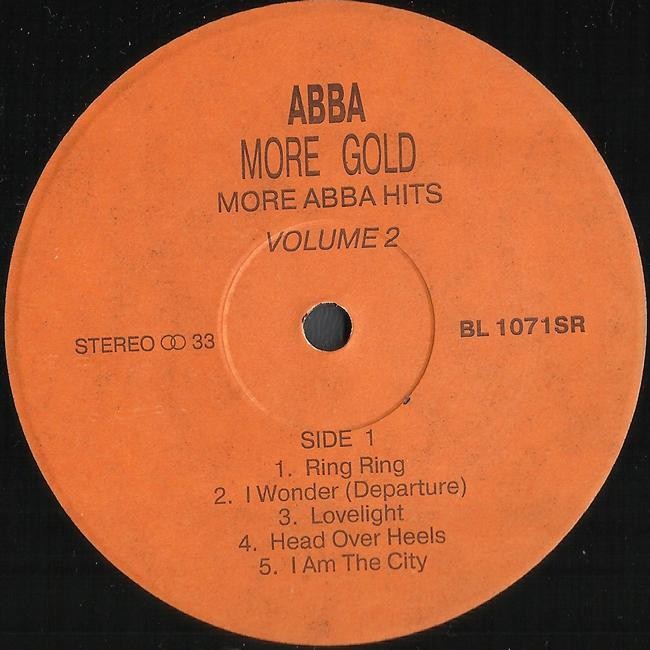 ABBA
MORE GOLD
MORE ABBA HITS
VOLUME 2
STEREO ꝏ 33
BL 1071SR
SIDE 1
1. Ring Ring
2. I Wonder (Departure)
3. Lovelight
4. Head Over Heels
5. I Am The City